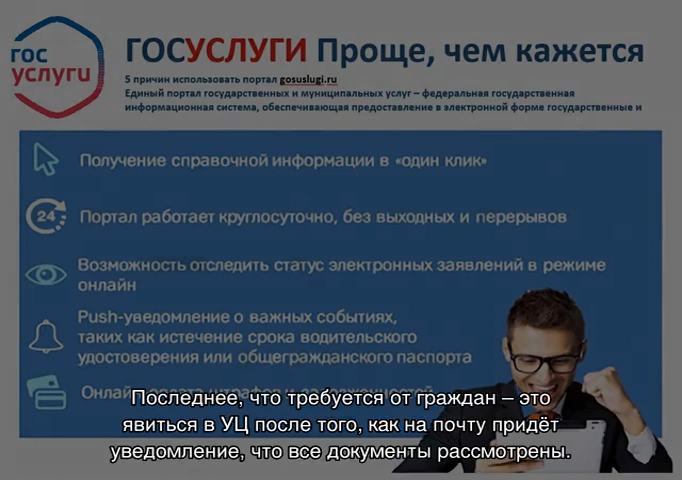 гос
услуги
ГОСУСЛУГИ Проще, чем кажется
5 причин использовать портал gosuslugi.ru
Единый портал государственных и муниципальных услуг – федеральная государственная
информационная система, обеспечивающая предоставление в электронной форме государственные и
Получение справочной информации в «один клик»
24
Портал работает круглосуточно, без выходных и перерывов
Возможность отследить статус электронных заявлений в режиме
онлайн
Push-уведомление о важных событиях,
таких как истечение срока водительского
удостоверения или общегражданского паспорта
Онлайн
Последнее, что требуется от граждан – это
явиться в УЦ после того, как на почту придёт
уведомление, что все документы рассмотрены.